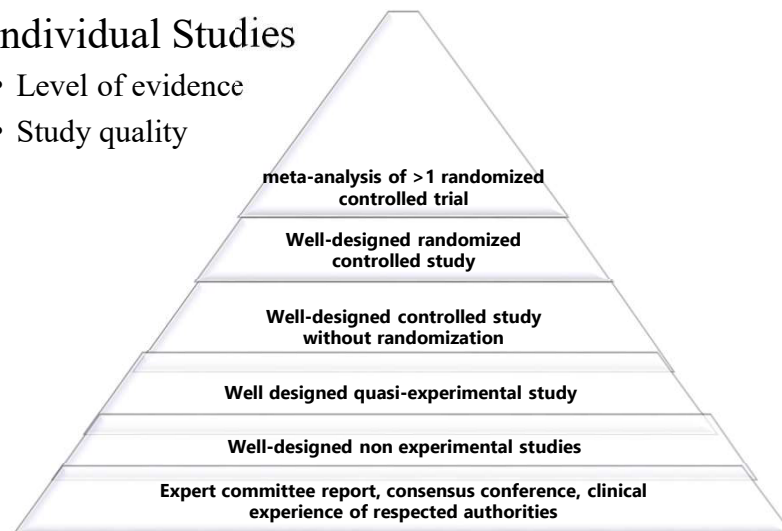 ndividual Studies
• Level of evidence
• Study quality
meta-analysis of >1 randomized
controlled trial
Well-designed randomized
controlled study
Well-designed controlled study
without randomization
Well designed quasi-experimental study
Well-designed non experimental studies
Expert committee report, consensus conference, clinical
experience of respected authorities